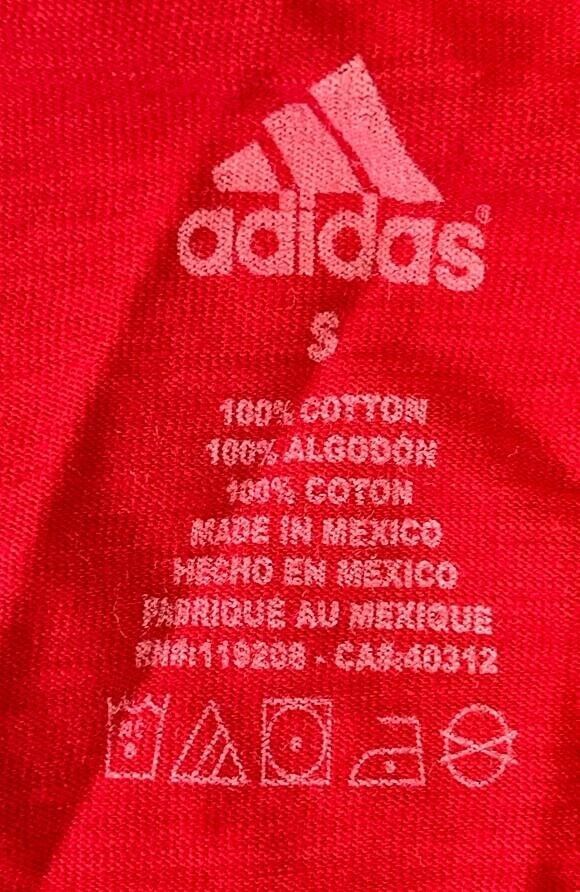 adidas®
S
100% COTTON
100% ALGODÓN
100% COTON
MADE IN MEXICO
HECHO EN MEXICO
FABRIQUÉ AU MEXIQUE
RN#:119298 - CA#:40312